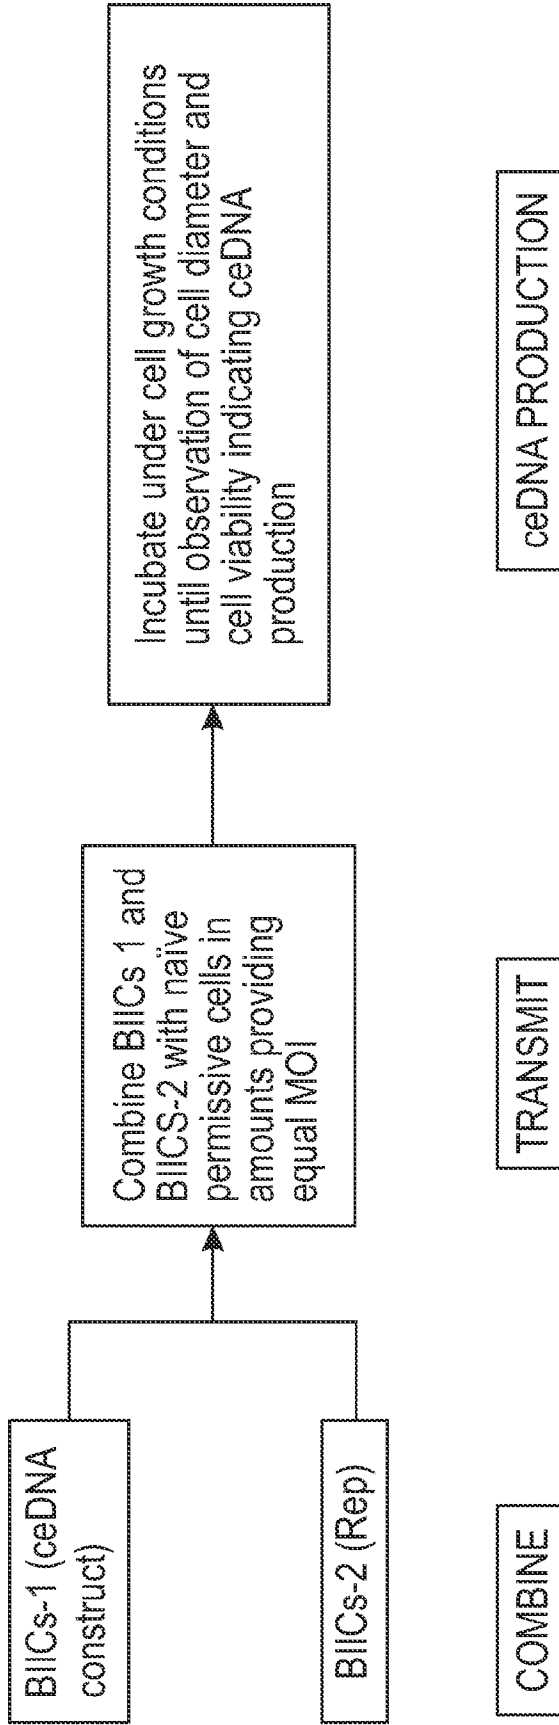 BIICs-1 (ceDNA
construct)
BIICs-2 (Rep)
Combine BIICs 1 and
BIICS-2 with naïve
permissive cells in
amounts providing
equal MOI
Incubate under cell growth conditions
until observation of cell diameter and
cell viability indicating ceDNA
production
COMBINE
TRANSMIT
ceDNA PRODUCTION